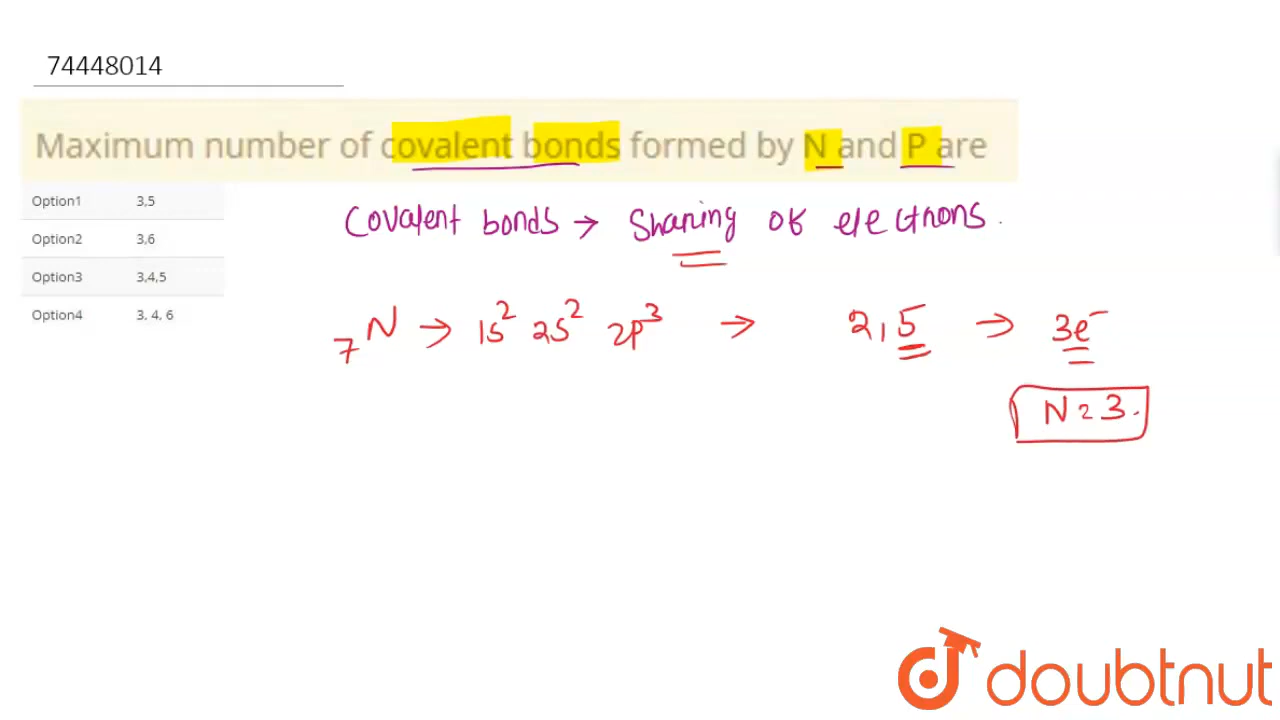 74448014
Maximum number of covalent bonds formed by N and P are
Option1 3,5
Option2 3,6
Option3 3,4,5
Option4 3, 4, 6
Covalent bonds → Sharing of electrons.
₇N → 1s² 2s² 2p³ → 2,5 → 3e⁻
N = 3.
doubtnut